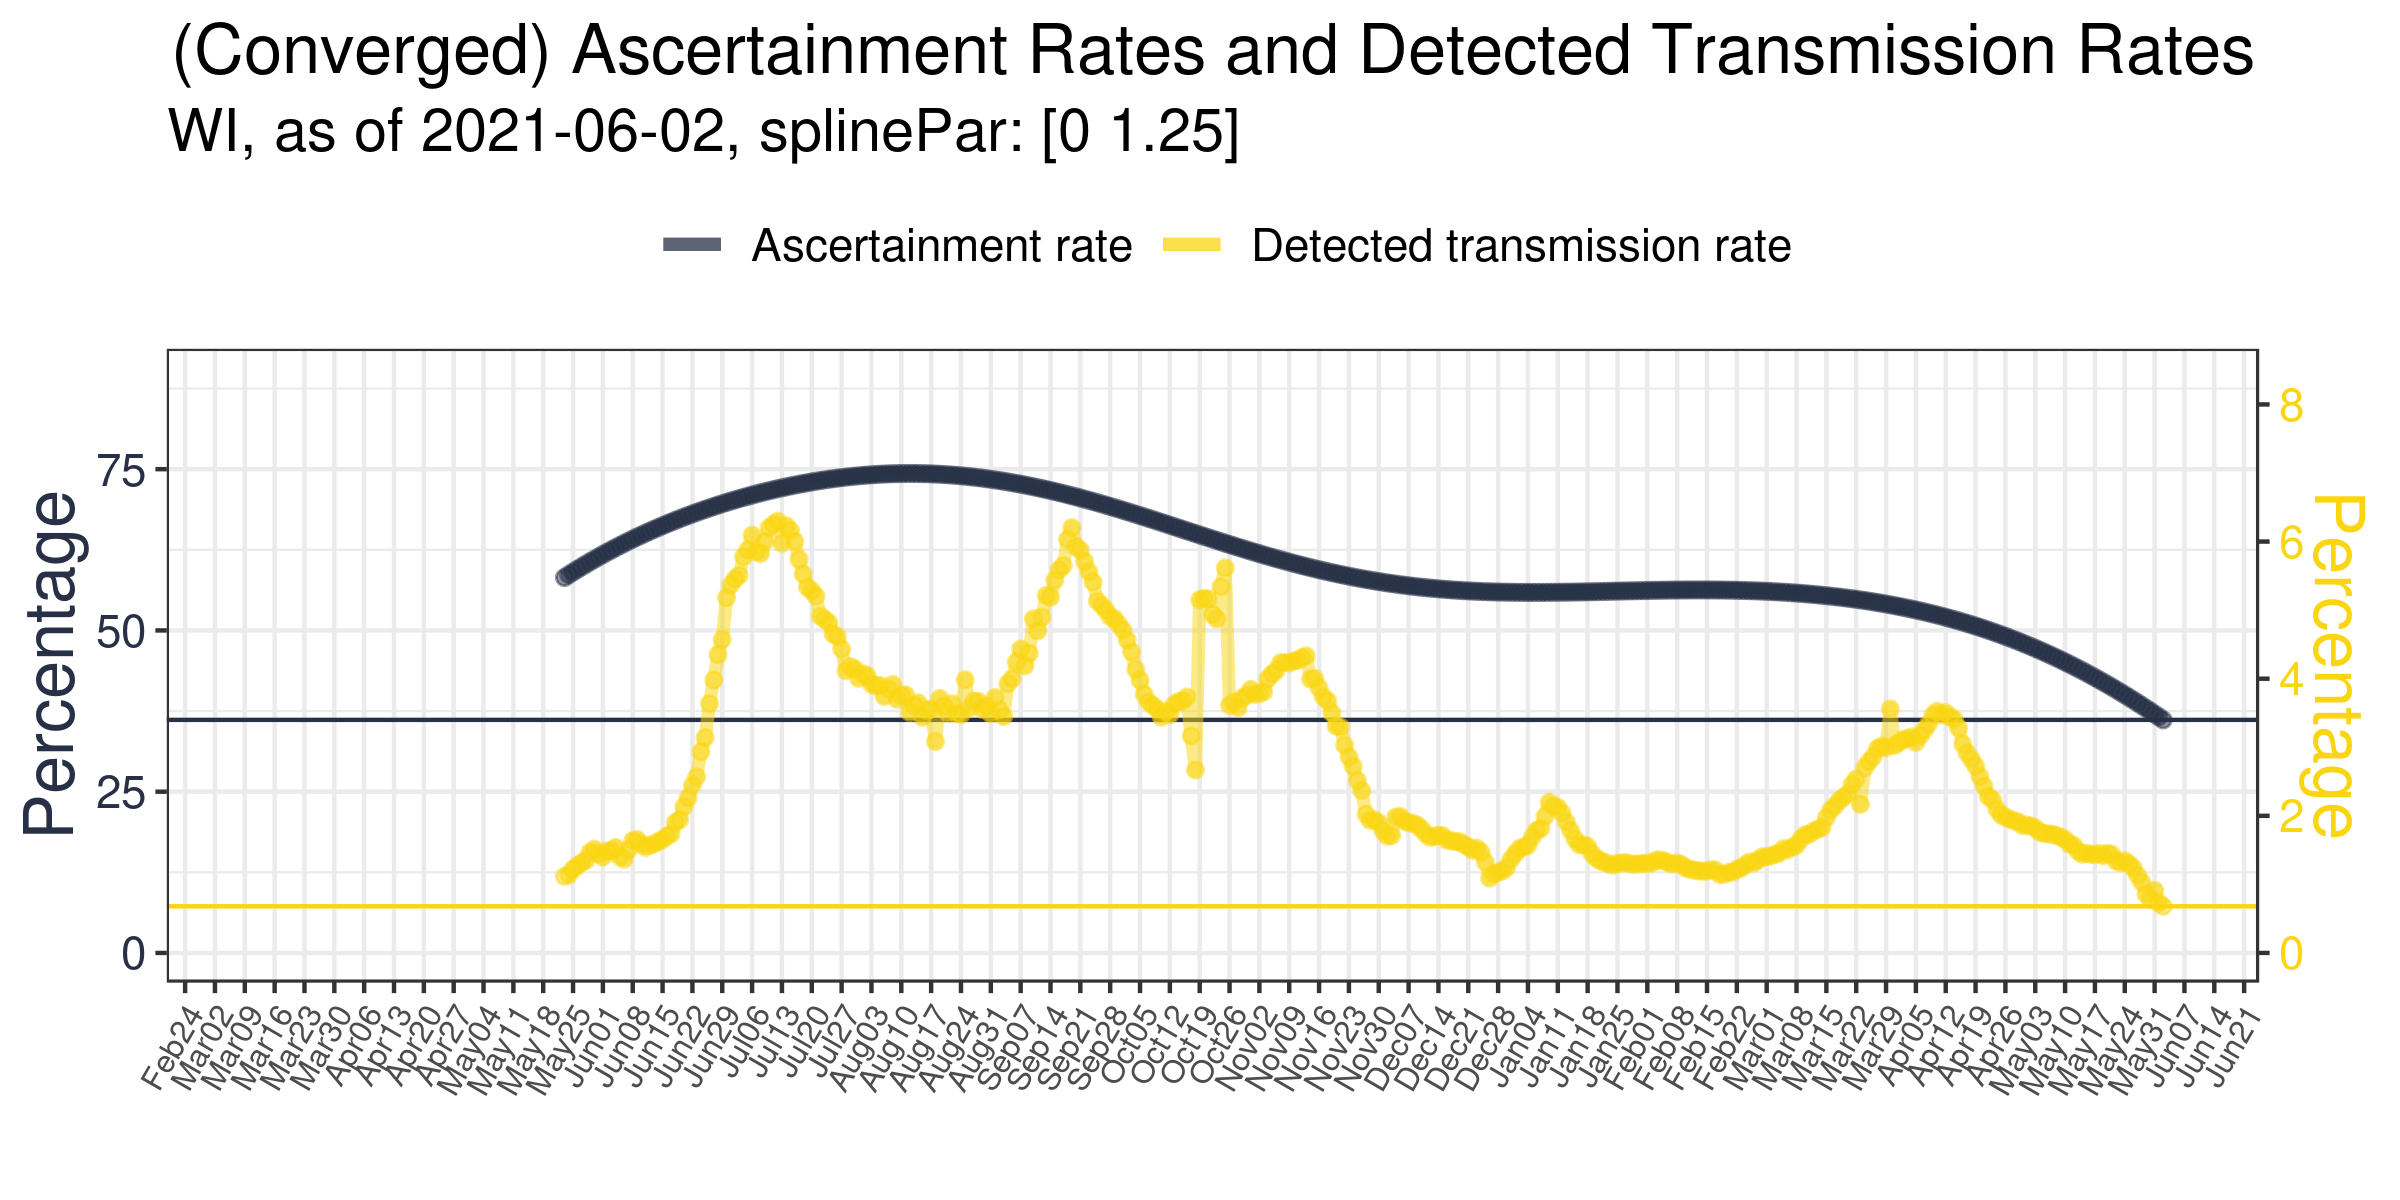 (Converged) Ascertainment Rates and Detected Transmission Rates
WI, as of 2021-06-02, splinePar: [0 1.25]
Ascertainment rate
Detected transmission rate
Percentage
75
50
25
0
8
6
4
2
0
Percentage
Feb24
Mar02
Mar09
Mar16
Mar23
Mar30
Apr06
Apr13
Apr20
Apr27
May04
May11
May18
May25
Jun01
Jun08
Jun15
Jun22
Jun29
Jul06
Jul13
Jul20
Jul27
Aug03
Aug10
Aug17
Aug24
Aug31
Sep07
Sep14
Sep21
Sep28
Oct05
Oct12
Oct19
Oct26
Nov02
Nov09
Nov16
Nov23
Nov30
Dec07
Dec14
Dec21
Dec28
Jan04
Jan11
Jan18
Jan25
Feb01
Feb08
Feb15
Feb22
Mar01
Mar08
Mar15
Mar22
Mar29
Apr05
Apr12
Apr19
Apr26
May03
May10
May17
May24
May31
Jun07
Jun14
Jun21